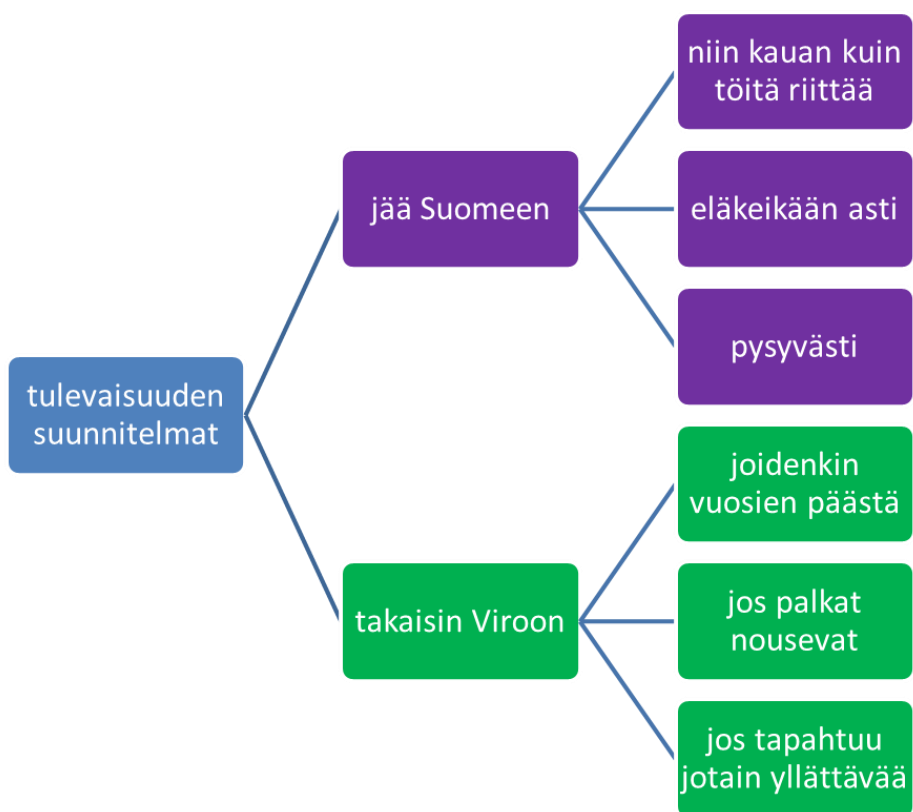 tulevaisuuden
suunnitelmat
jää Suomeen
niin kauan kuin
töitä riittää
eläkeikään asti
pysyvästi
takaisin Viroon
joidenkin
vuosien päästä
jos palkat
nousevat
jos tapahtuu
jotain yllättävää